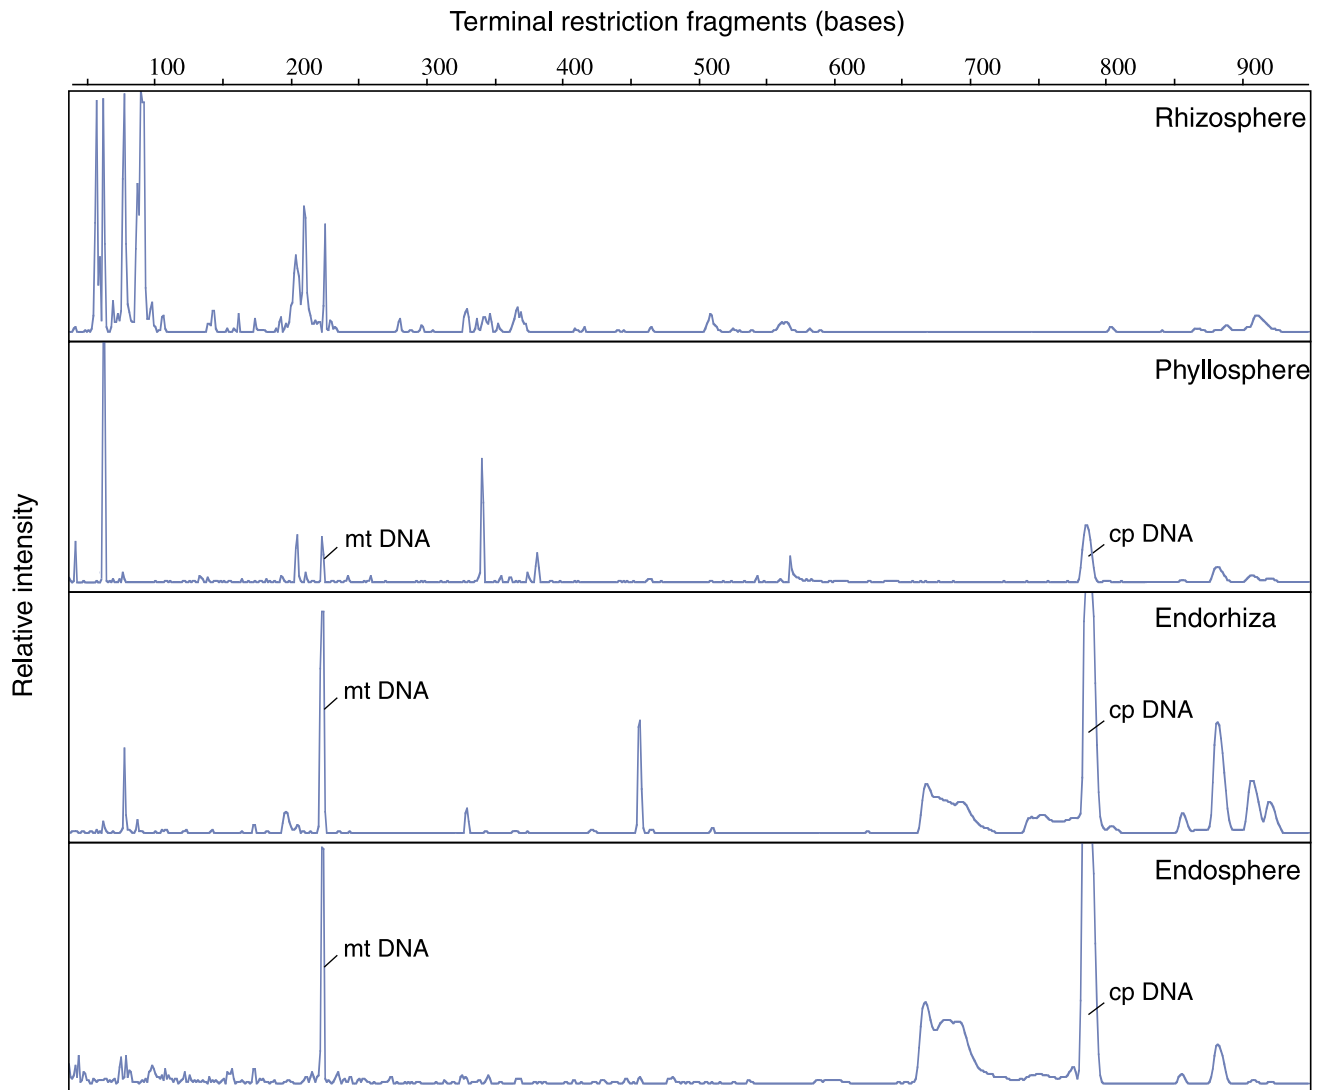 Terminal restriction fragments (bases)
100 200 300 400 500 600 700 800 900
Rhizosphere
Phyllosphere
mt DNA
cp DNA
Endorhiza
mt DNA
cp DNA
Endosphere
mt DNA
cp DNA
Relative intensity